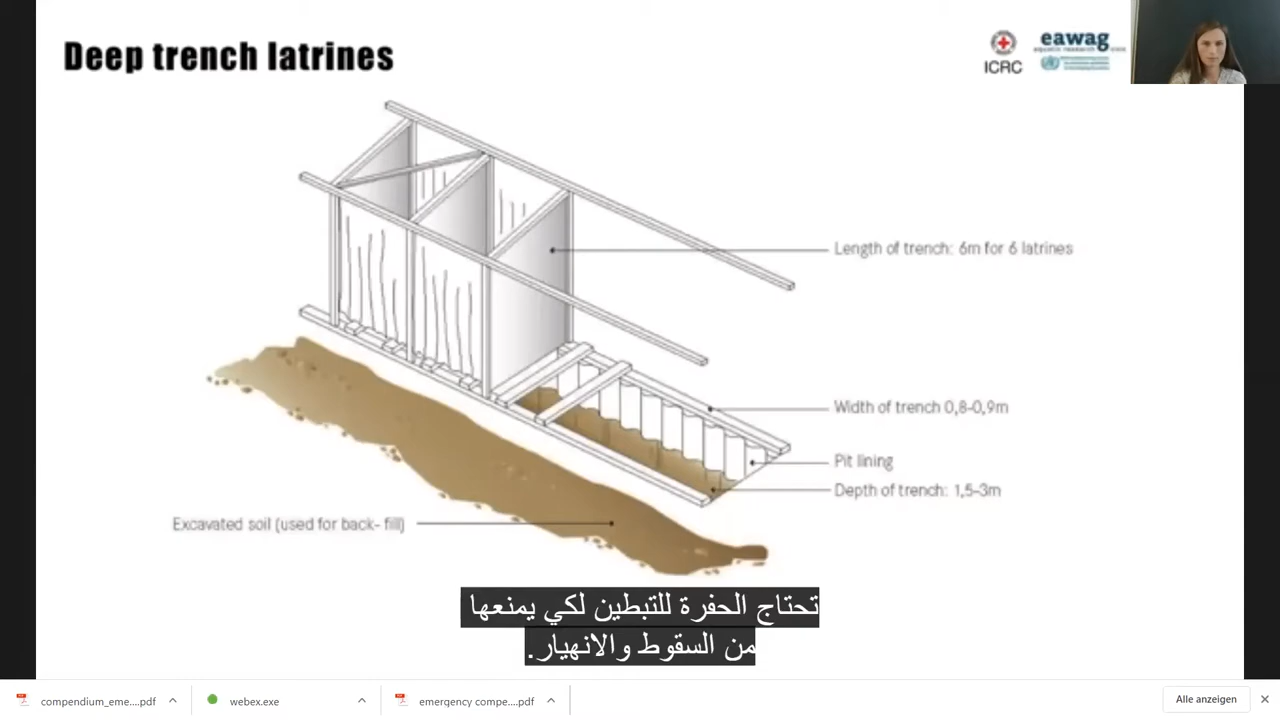 Deep trench latrines
ICRC
eawag
aquatic research
Length of trench: 6m for 6 latrines
Width of trench 0,8-0,9m
Pit lining
Depth of trench: 1,5-3m
Excavated soil (used for back- fill)
تحتاج الحفرة للتبطين لكي يمنعها
من السقوط والانهيار.
compendium_eme....pdf
webex.exe
emergency compe....pdf
Alle anzeigen